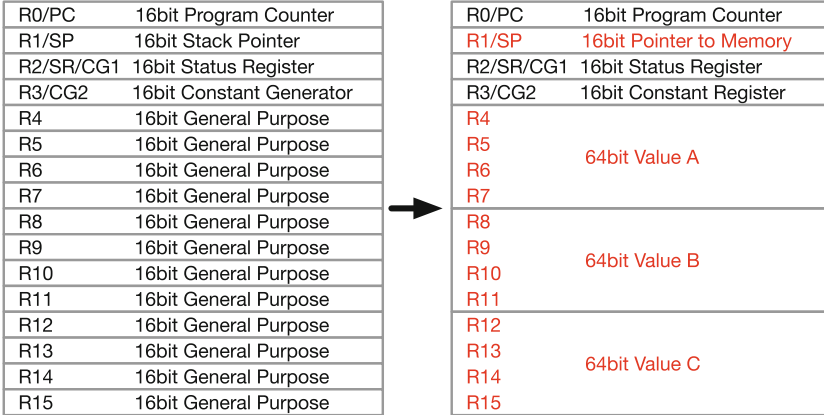 R0/PC 16bit Program Counter
R1/SP 16bit Stack Pointer
R2/SR/CG1 16bit Status Register
R3/CG2 16bit Constant Generator
R4 16bit General Purpose
R5 16bit General Purpose
R6 16bit General Purpose
R7 16bit General Purpose
R8 16bit General Purpose
R9 16bit General Purpose
R10 16bit General Purpose
R11 16bit General Purpose
R12 16bit General Purpose
R13 16bit General Purpose
R14 16bit General Purpose
R15 16bit General Purpose
R0/PC 16bit Program Counter
R1/SP 16bit Pointer to Memory
R2/SR/CG1 16bit Status Register
R3/CG2 16bit Constant Register
R4
R5
64bit Value A
R6
R7
R8
R9
64bit Value B
R10
R11
R12
R13
64bit Value C
R14
R15